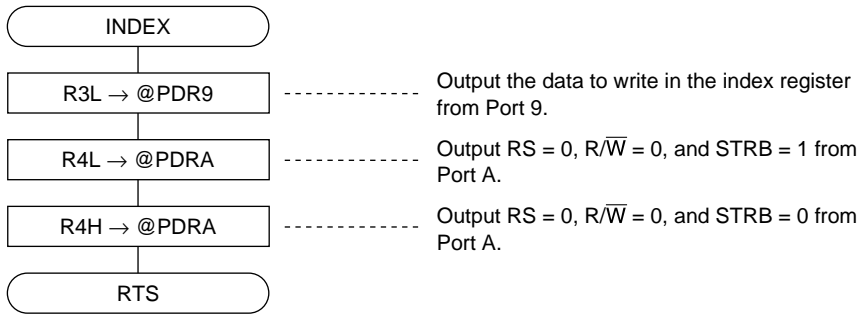 INDEX
R3L → @PDR9
Output the data to write in the index register
from Port 9.
R4L → @PDRA
Output RS = 0, R/W̅ = 0, and STRB = 1 from
Port A.
R4H → @PDRA
Output RS = 0, R/W̅ = 0, and STRB = 0 from
Port A.
RTS